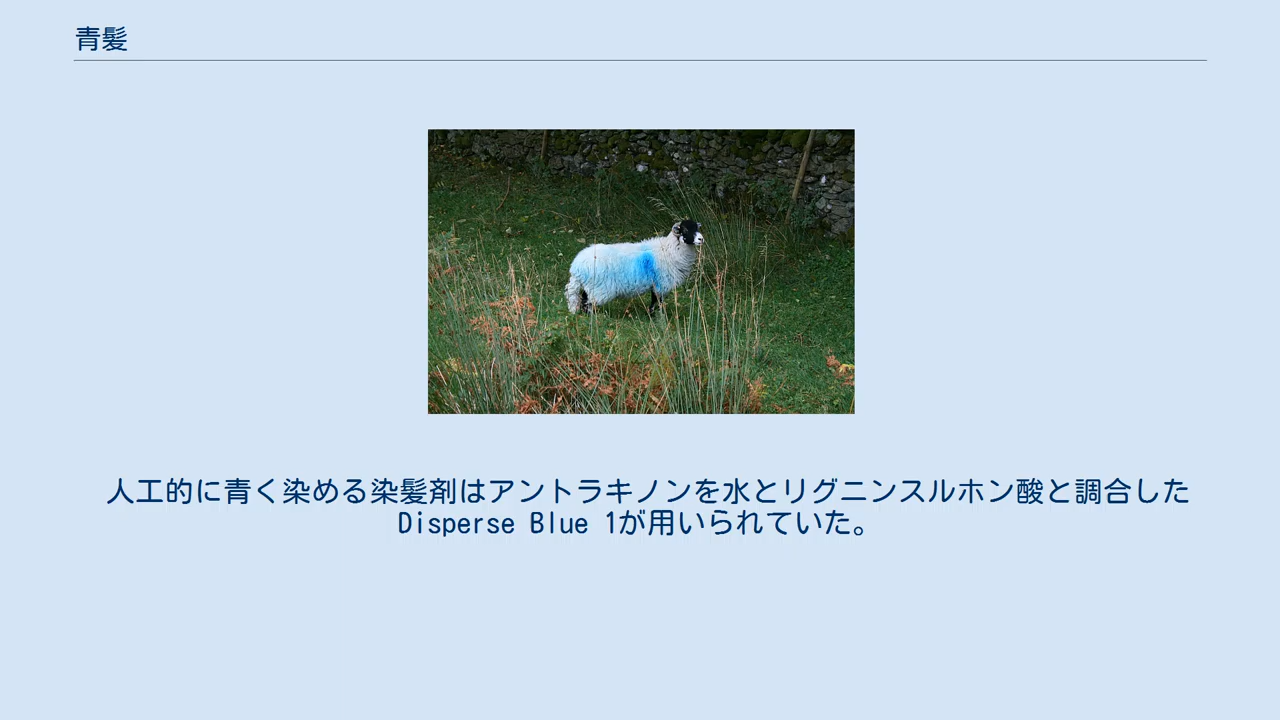 青髪
人工的に青く染める染髪剤はアントラキノンを水とリグニンスルホン酸と調合した
Disperse Blue 1が用いられていた。